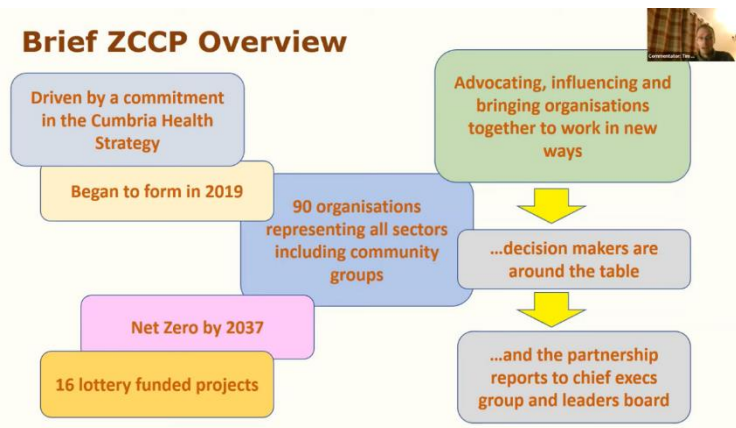 Brief ZCCP Overview
Driven by a commitment
in the Cumbria Health
Strategy
Began to form in 2019
90 organisations
representing all sectors
including community
groups
Net Zero by 2037
16 lottery funded projects
Advocating, influencing and
bringing organisations
together to work in new
ways
...decision makers are
around the table
...and the partnership
reports to chief execs
group and leaders board
Commentator: Tim